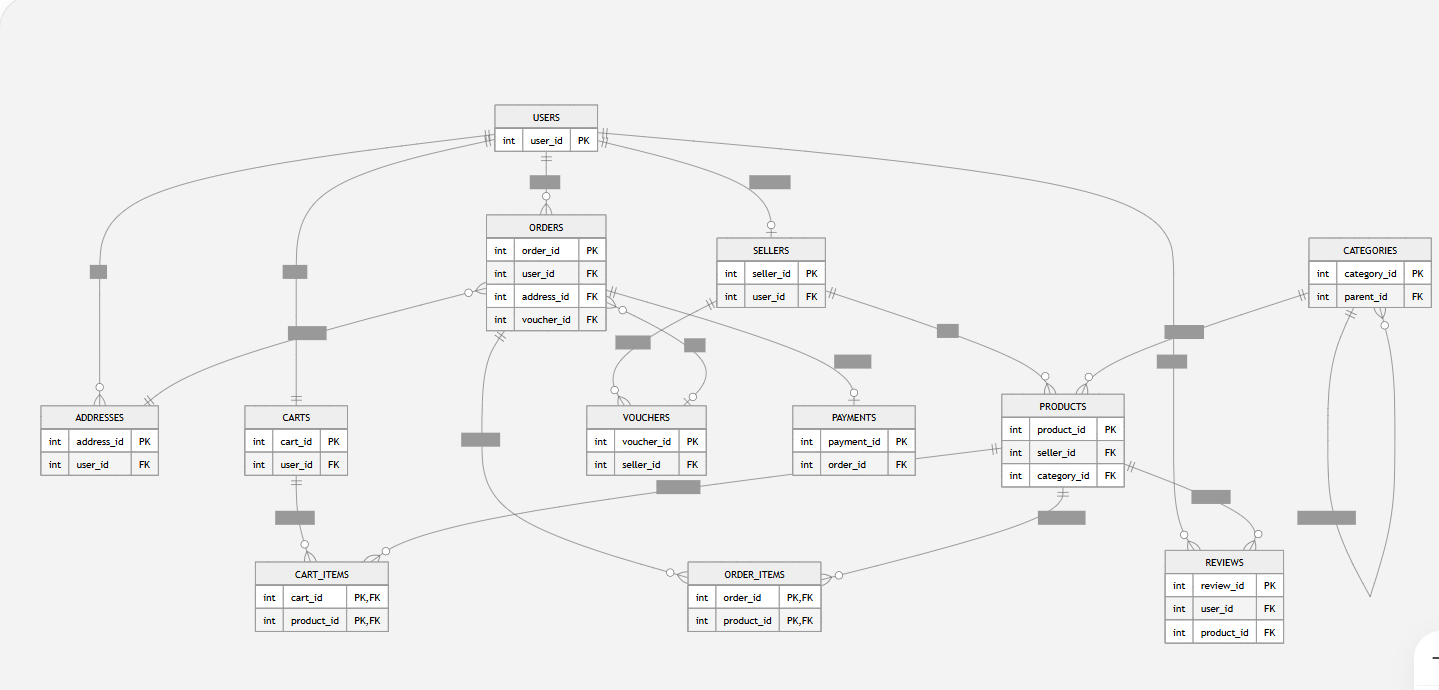 USERS
int user_id PK
ORDERS
int order_id PK
int user_id FK
int address_id FK
int voucher_id FK
SELLERS
int seller_id PK
int user_id FK
CATEGORIES
int category_id PK
int parent_id FK
ADDRESSES
int address_id PK
int user_id FK
CARTS
int cart_id PK
int user_id FK
VOUCHERS
int voucher_id PK
int seller_id FK
PAYMENTS
int payment_id PK
int order_id FK
PRODUCTS
int product_id PK
int seller_id FK
int category_id FK
CART_ITEMS
int cart_id PK,FK
int product_id PK,FK
ORDER_ITEMS
int order_id PK,FK
int product_id PK,FK
REVIEWS
int review_id PK
int user_id FK
int product_id FK